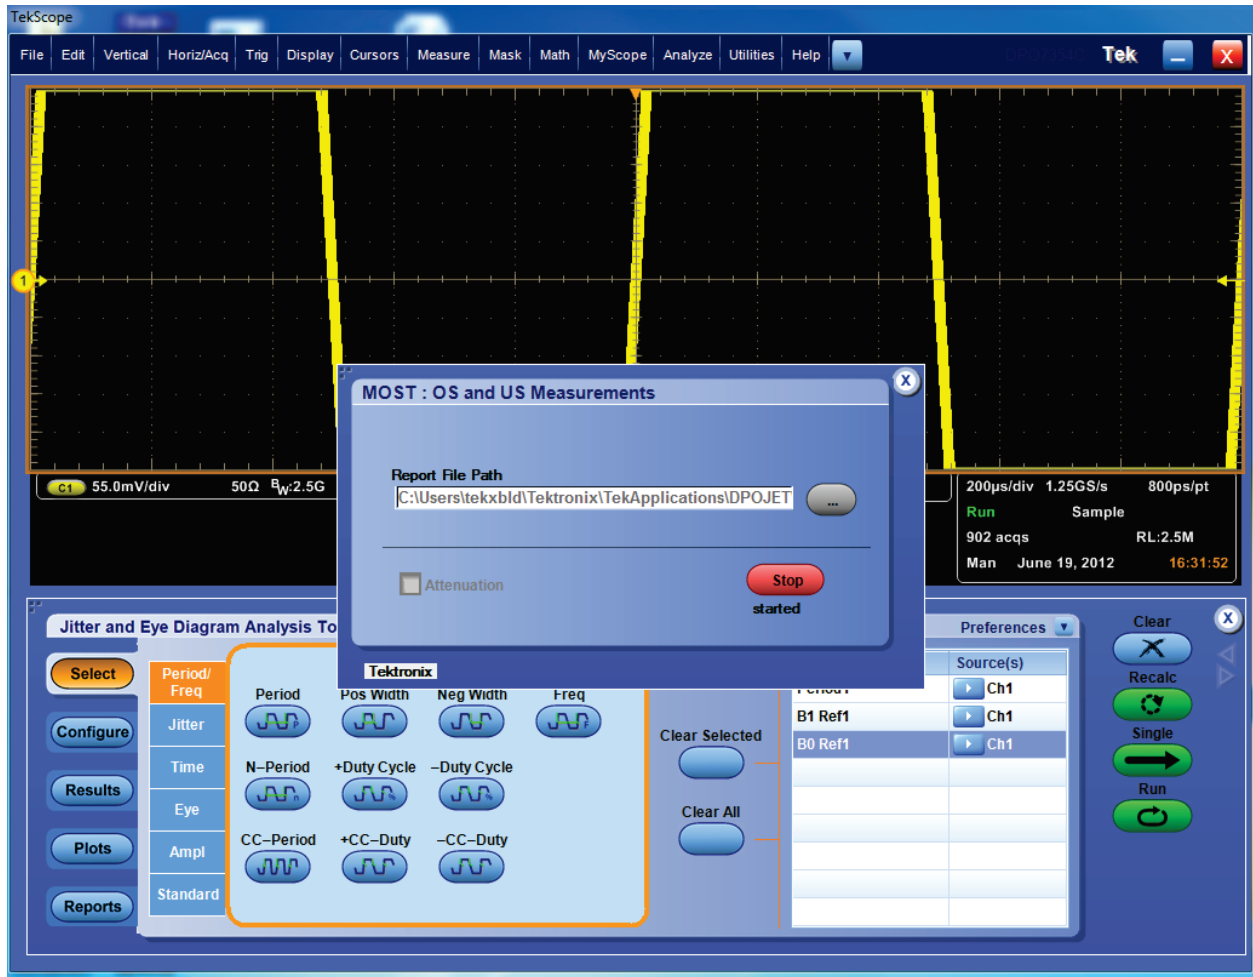 TekScope
File Edit Vertical Horiz/Acq Trig Display Cursors Measure Mask Math MyScope Analyze Utilities Help Tek X
1
C1 55.0mV/div 50Ω BW:2.5G
200µs/div 1.25GS/s 800ps/pt
Run Sample
902 acqs RL:2.5M
Man June 19, 2012 16:31:52
MOST : OS and US Measurements X
Report File Path
C:\Users\tekxbld\Tektronix\TekApplications\DPOJET
...
Attenuation
Stop
started
Tektronix
Jitter and Eye Diagram Analysis To
Preferences
X
Select
Configure
Results
Plots
Reports
Period/
Freq
Jitter
Time
Eye
Ampl
Standard
Period Pos Width Neg Width Freq
N–Period +Duty Cycle –Duty Cycle
CC–Period +CC–Duty –CC–Duty
Clear Selected
Clear All
Source(s)
Period1 Ch1
B1 Ref1 Ch1
B0 Ref1 Ch1
Clear
Recalc
Single
Run